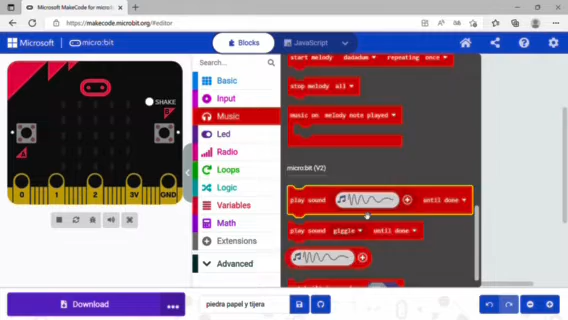 Microsoft MakeCode for micro:bit
https://makecode.microbit.org/#editor
Microsoft
micro:bit
Blocks
JavaScript
Search...
SHAKE
0
1
2
3V
GND
Basic
Input
Music
Led
Radio
Loops
Logic
Variables
Math
Extensions
Advanced
start melody dadadum repeating once
stop melody all
music on melody note played
micro:bit (V2)
play sound until done
play sound giggle until done
Download
piedra papel y tijera